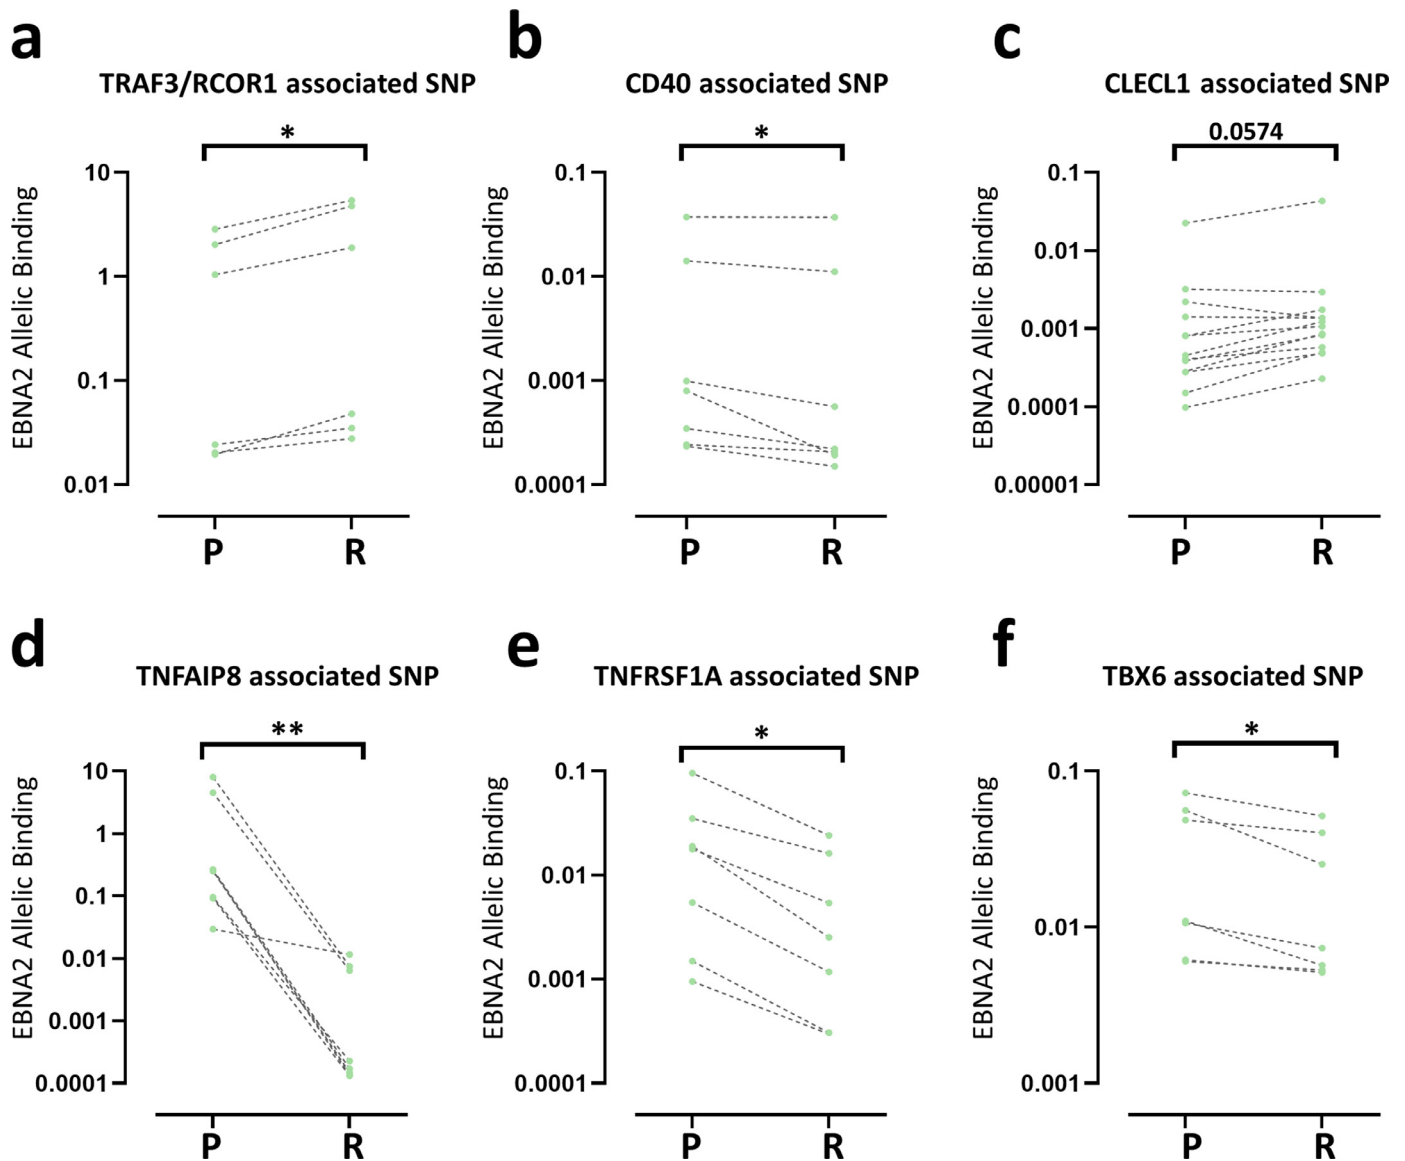 a
TRAF3/RCOR1 associated SNP
*
EBNA2 Allelic Binding
10
1
0.1
0.01
P R
b
CD40 associated SNP
*
EBNA2 Allelic Binding
0.1
0.01
0.001
0.0001
P R
c
CLECL1 associated SNP
0.0574
EBNA2 Allelic Binding
0.1
0.01
0.001
0.0001
0.00001
P R
d
TNFAIP8 associated SNP
**
EBNA2 Allelic Binding
10
1
0.1
0.01
0.001
0.0001
P R
e
TNFRSF1A associated SNP
*
EBNA2 Allelic Binding
0.1
0.01
0.001
0.0001
P R
f
TBX6 associated SNP
*
EBNA2 Allelic Binding
0.1
0.01
0.001
P R